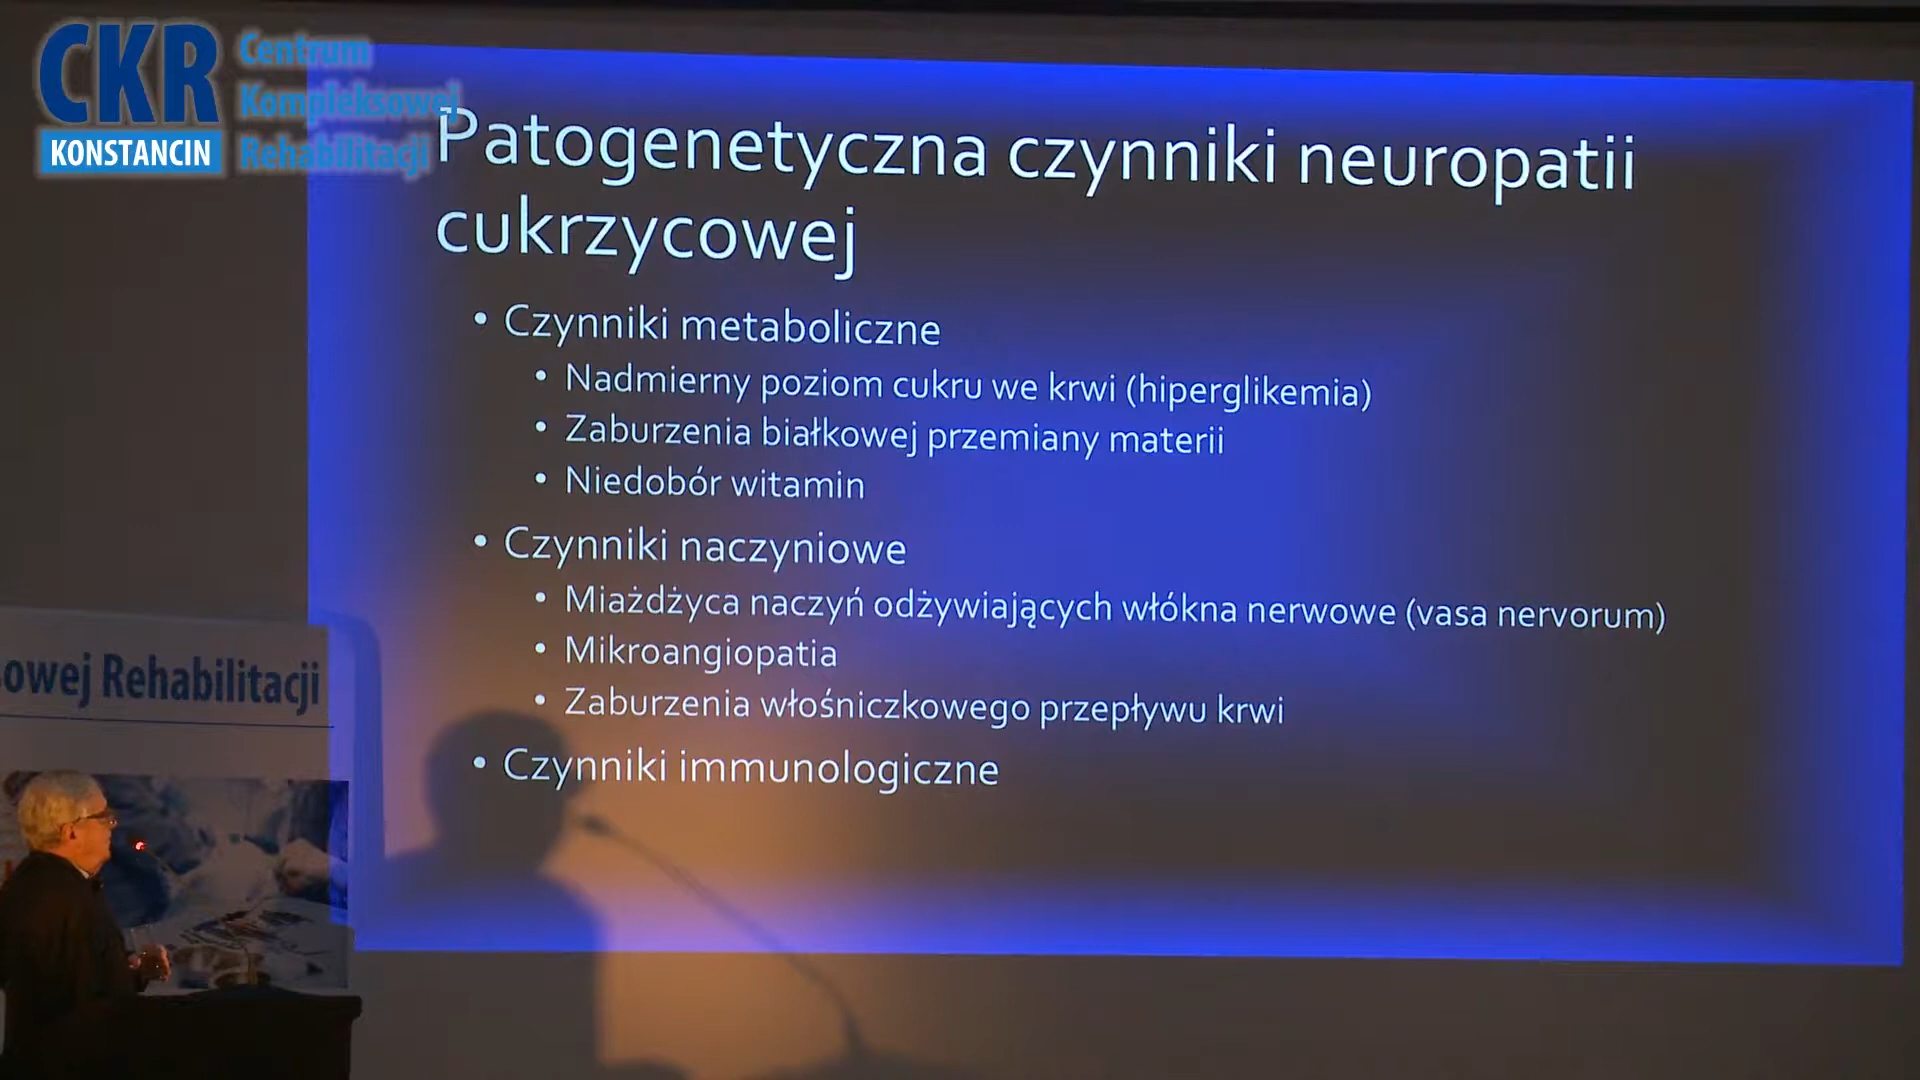 CKR
KONSTANCIN
Centrum
Kompleksowej
Rehabilitacji
Patogenetyczna czynniki neuropatii
cukrzycowej
• Czynniki metaboliczne
• Nadmierny poziom cukru we krwi (hiperglikemia)
• Zaburzenia białkowej przemiany materii
• Niedobór witamin
• Czynniki naczyniowe
• Miażdżyca naczyń odżywiających włókna nerwowe (vasa nervorum)
• Mikroangiopatia
• Zaburzenia włośniczkowego przepływu krwi
• Czynniki immunologiczne
sowej Rehabilitacji